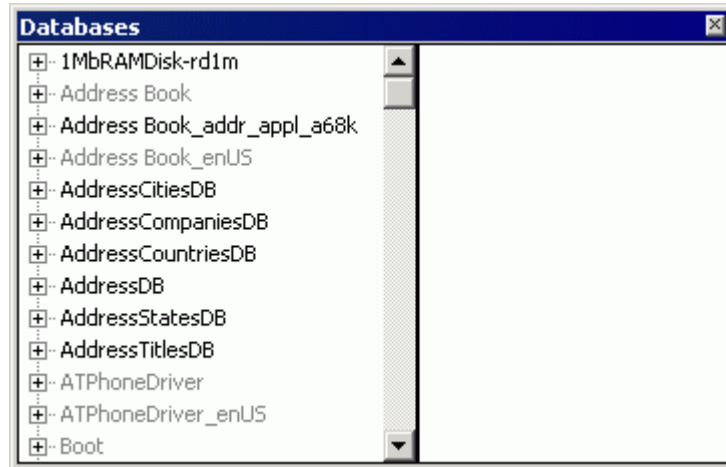 Databases
1MbRAMDisk-rd1m
Address Book
Address Book_addr_appl_a68k
Address Book_enUS
AddressCitiesDB
AddressCompaniesDB
AddressCountriesDB
AddressDB
AddressStatesDB
AddressTitlesDB
ATPhoneDriver
ATPhoneDriver_enUS
Boot